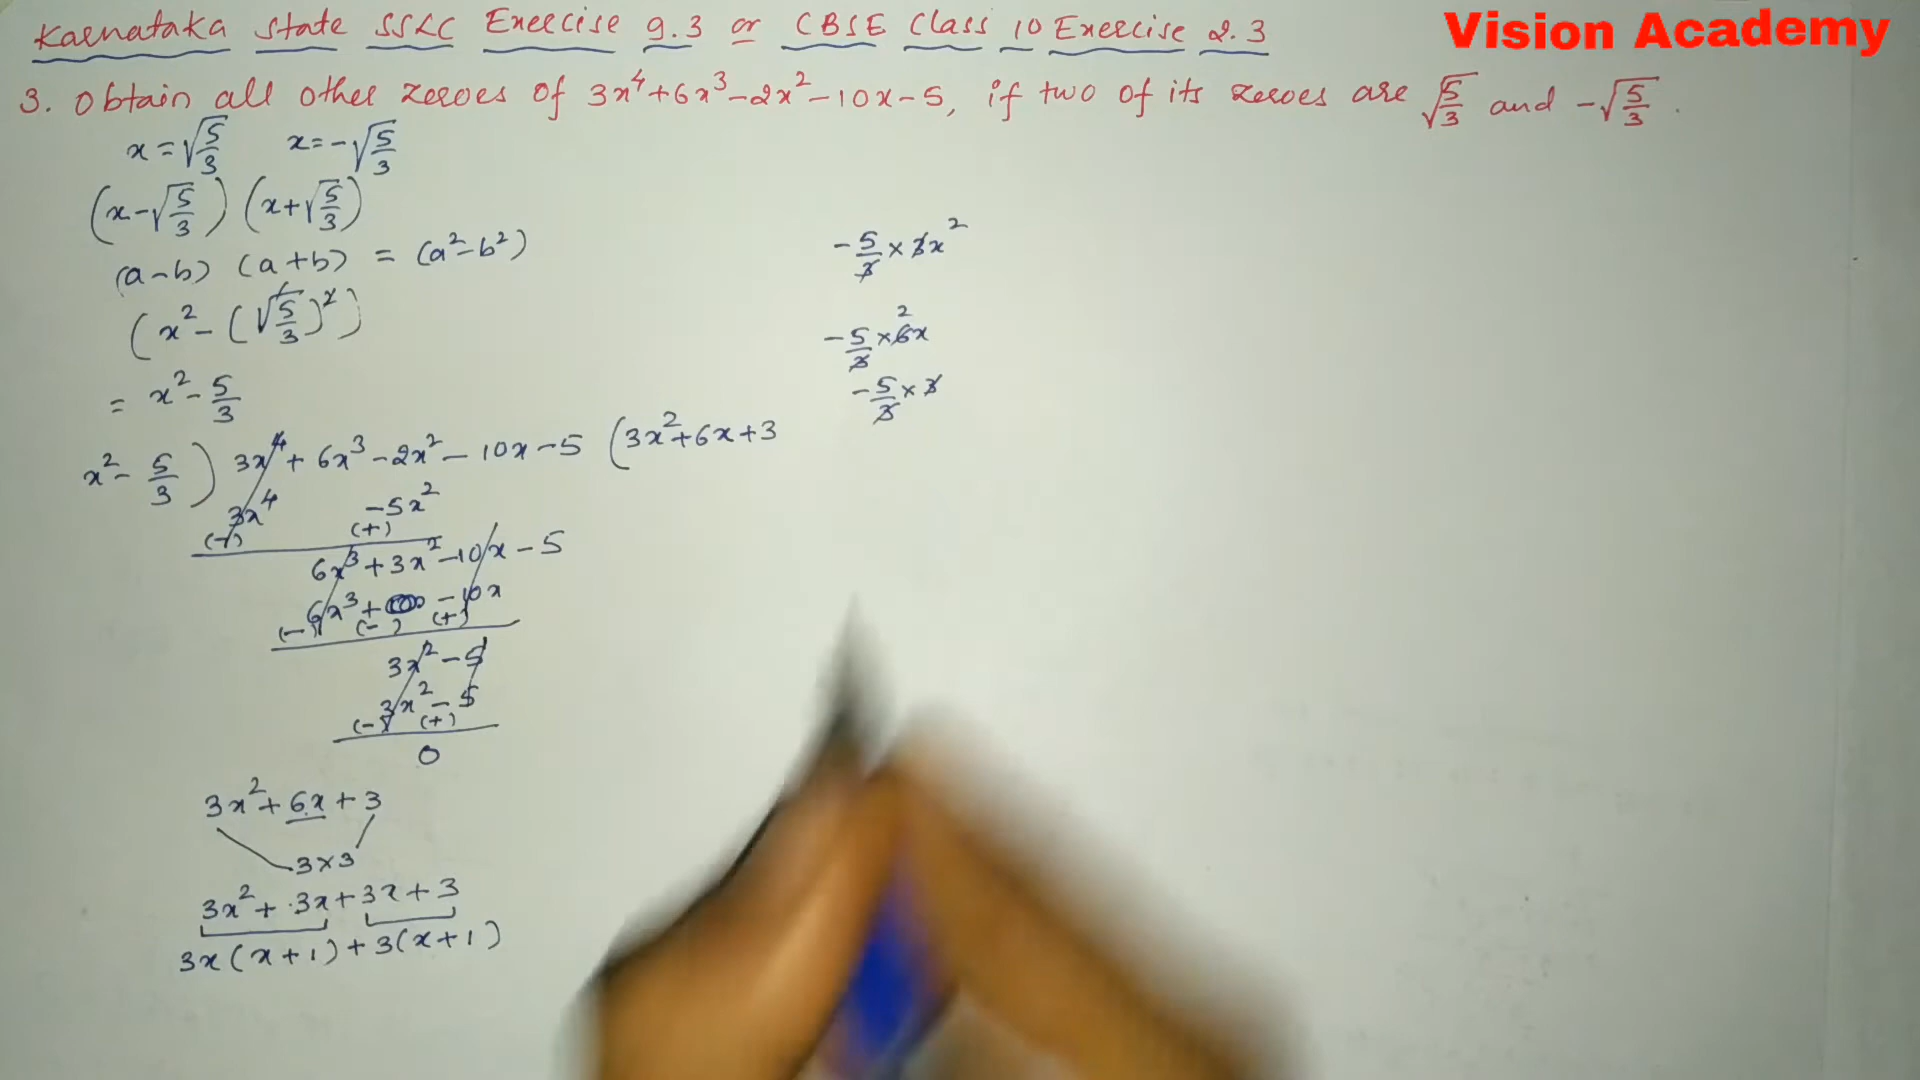 Karnataka State SSLC Exercise 9.3 or CBSE Class 10 Exercise 2.3
Vision Academy
3. Obtain all other zeroes of 3x⁴+6x³-2x²-10x-5, if two of its zeroes are √(5/3) and -√(5/3).
x=√(5/3) x=-√(5/3)
(x-√(5/3)) (x+√(5/3))
(a-b) (a+b) = (a²-b²)
(x²-(√(5/3))²)
= x²-5/3
-5/3×3x²
-5/3×6x 2
-5/3×3
x²-5/3 ) 3x⁴+6x³-2x²-10x-5 (3x²+6x+3
3x⁴ -5x²
(-) (+)
6x³+3x²-10x-5
6x³+ -10x
(-) (-) (+)
3x²-5
3x²-5
(-) (+)
0
3x²+6x+3
3×3
3x²+3x+3x+3
3x(x+1)+3(x+1)